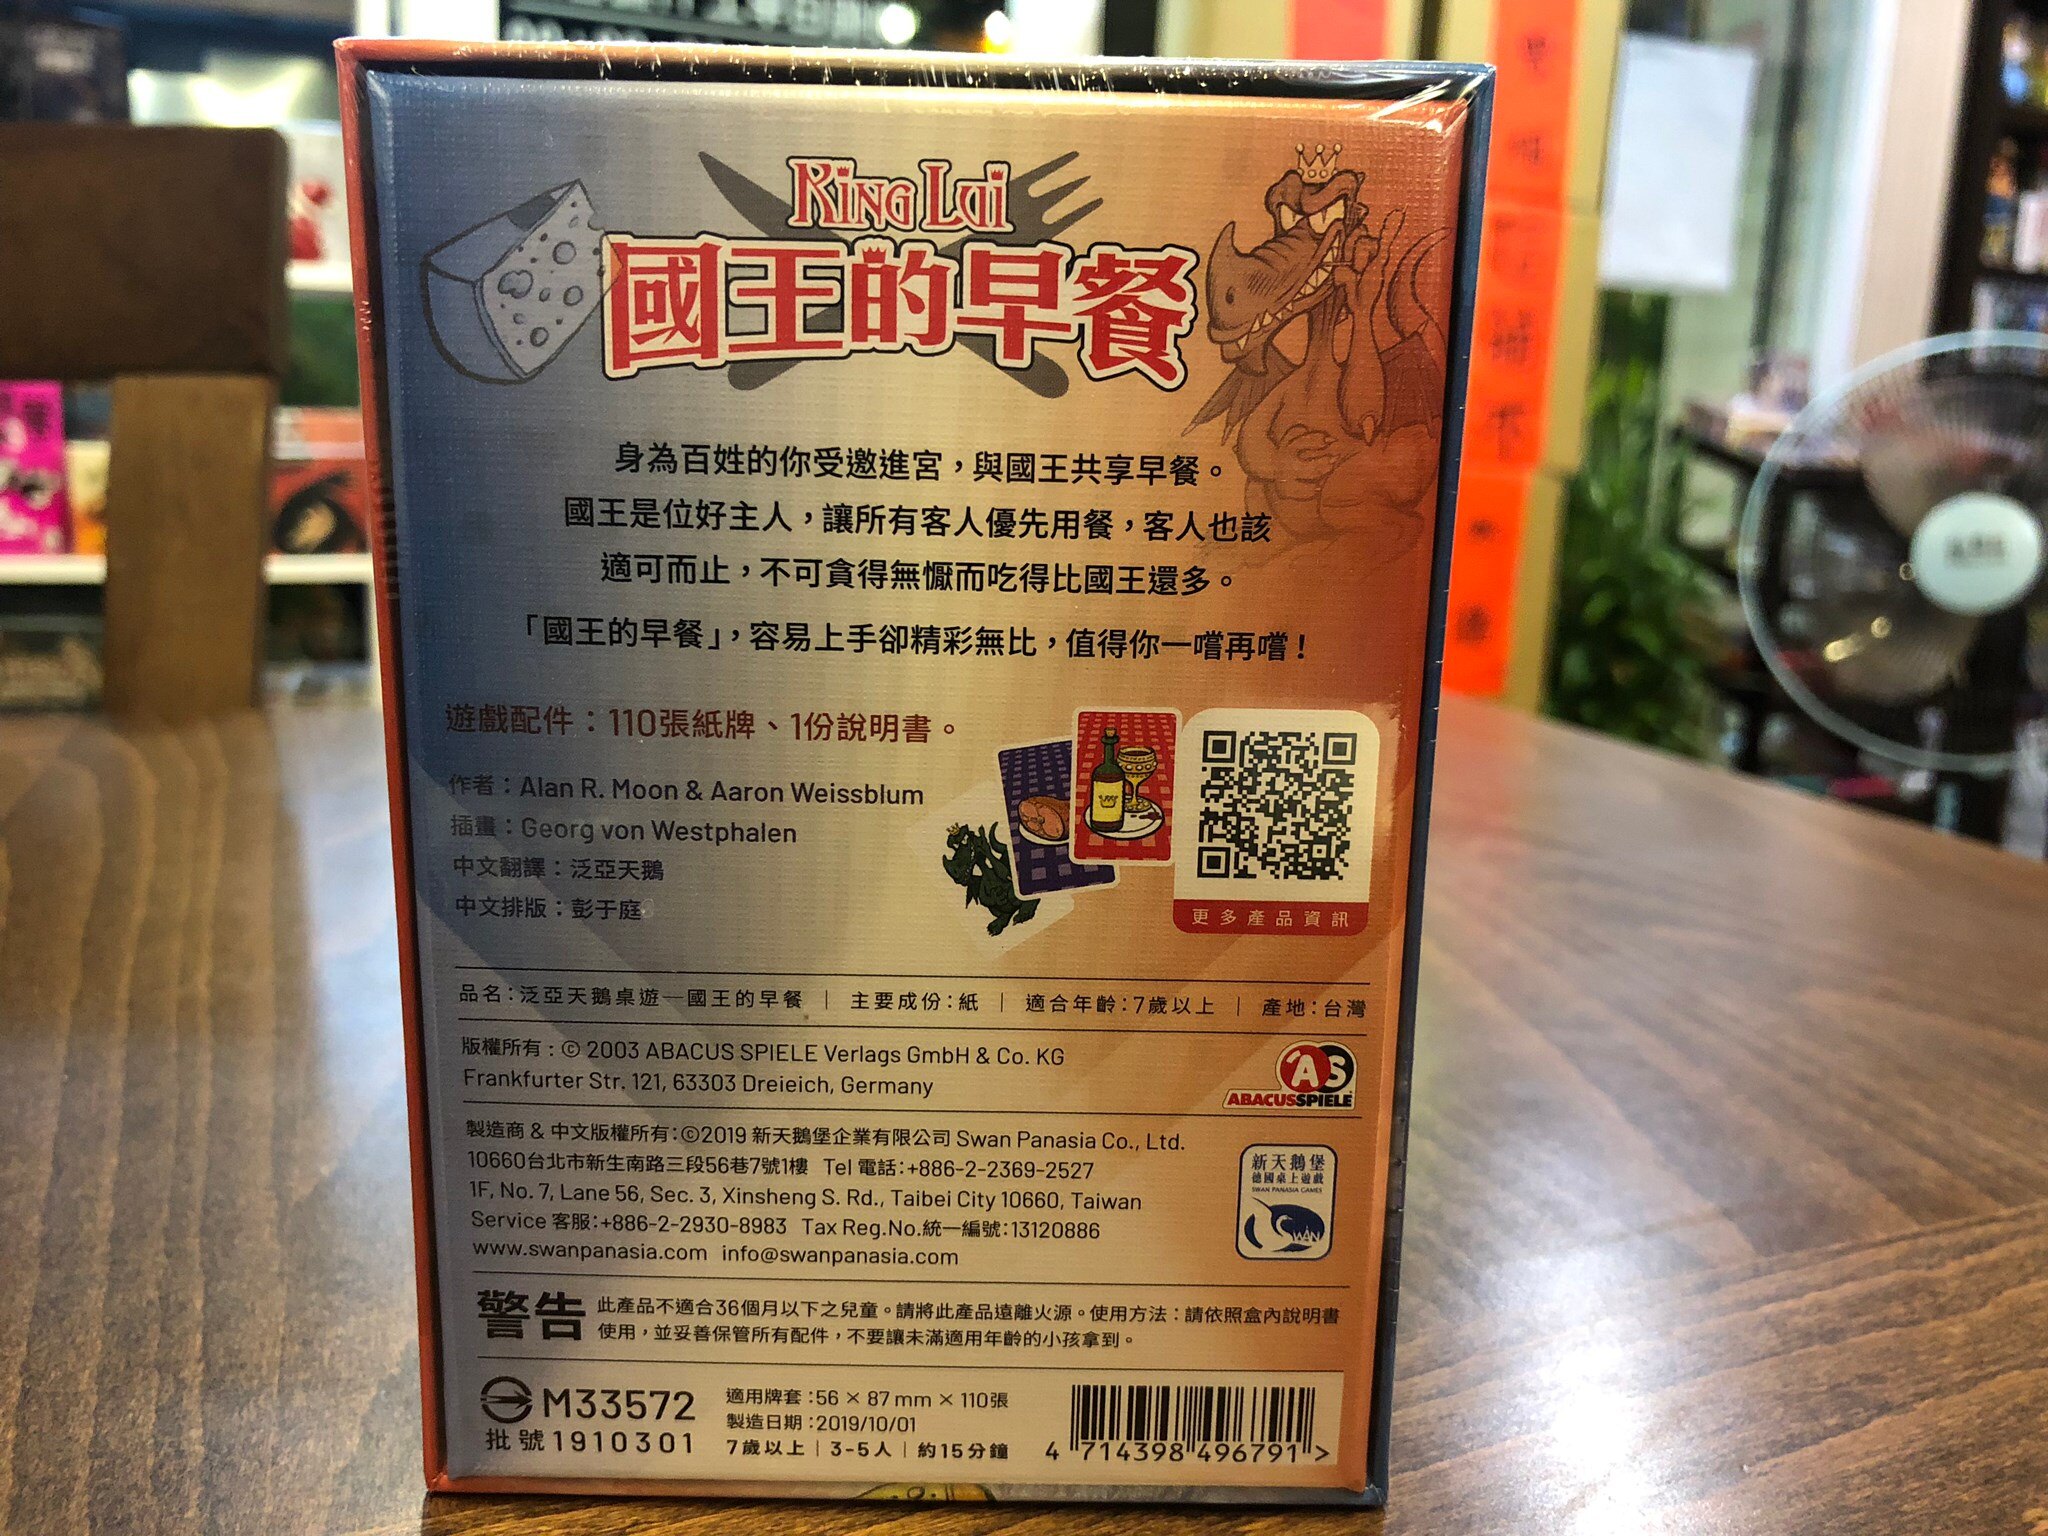 King Lui
國王的早餐
身為百姓的你受邀進宮，與國王共享早餐。
國王是位好主人，讓所有客人優先用餐，客人也該
適可而止，不可貪得無懨而吃得比國王還多。
「國王的早餐」，容易上手卻精彩無比，值得你一嚐再嚐！
遊戲配件：110張紙牌、1份說明書。
作者：Alan R. Moon & Aaron Weissblum
插畫：Georg von Westphalen
中文翻譯：泛亞天鵝
中文排版：彭于庭
更多產品資訊
品名：泛亞天鵝桌遊─國王的早餐 | 主要成份：紙 | 適合年齡：7歲以上 | 產地：台灣
版權所有：© 2003 ABACUS SPIELE Verlags GmbH & Co. KG
Frankfurter Str. 121, 63303 Dreieich, Germany
AS
ABACUSSPIELE
製造商 & 中文版權所有：©2019 新天鵝堡企業有限公司 Swan Panasia Co., Ltd.
10660台北市新生南路三段56巷7號1樓 Tel 電話：+886-2-2369-2527
1F, No. 7, Lane 56, Sec. 3, Xinsheng S. Rd., Taibei City 10660, Taiwan
Service 客服：+886-2-2930-8983 Tax Reg.No.統一編號：13120886
www.swanpanasia.com info@swanpanasia.com
新天鵝堡
德國桌上遊戲
SWAN PANASIA GAMES
SWAN
警告 此產品不適合36個月以下之兒童。請將此產品遠離火源。使用方法：請依照盒內說明書
使用，並妥善保管所有配件，不要讓未滿適用年齡的小孩拿到。
M33572
批號1910301
適用牌套：56 × 87 mm × 110張
製造日期：2019/10/01
7歲以上 | 3-5人 | 約15分鐘
4 714398 496791 >